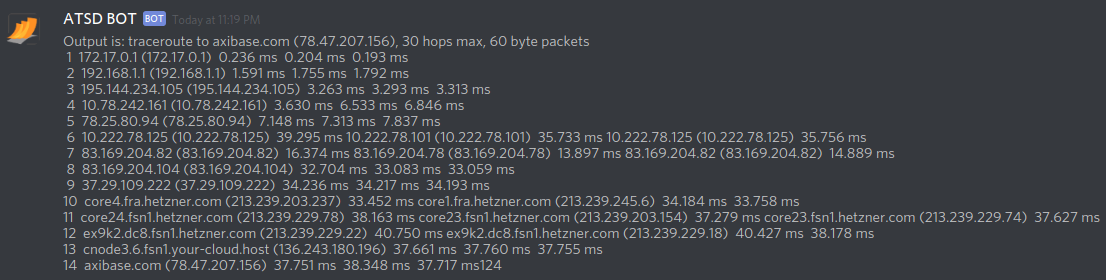 ATSD BOT BOT Today at 11:19 PM
Output is: traceroute to axibase.com (78.47.207.156), 30 hops max, 60 byte packets
1 172.17.0.1 (172.17.0.1) 0.236 ms 0.204 ms 0.193 ms
2 192.168.1.1 (192.168.1.1) 1.591 ms 1.755 ms 1.792 ms
3 195.144.234.105 (195.144.234.105) 3.263 ms 3.293 ms 3.313 ms
4 10.78.242.161 (10.78.242.161) 3.630 ms 6.533 ms 6.846 ms
5 78.25.80.94 (78.25.80.94) 7.148 ms 7.313 ms 7.837 ms
6 10.222.78.125 (10.222.78.125) 39.295 ms 10.222.78.101 (10.222.78.101) 35.733 ms 10.222.78.125 (10.222.78.125) 35.756 ms
7 83.169.204.82 (83.169.204.82) 16.374 ms 83.169.204.78 (83.169.204.78) 13.897 ms 83.169.204.82 (83.169.204.82) 14.889 ms
8 83.169.204.104 (83.169.204.104) 32.704 ms 33.083 ms 33.059 ms
9 37.29.109.222 (37.29.109.222) 34.236 ms 34.217 ms 34.193 ms
10 core4.fra.hetzner.com (213.239.203.237) 33.452 ms core1.fra.hetzner.com (213.239.245.6) 34.184 ms 33.758 ms
11 core24.fsn1.hetzner.com (213.239.229.78) 38.163 ms core23.fsn1.hetzner.com (213.239.203.154) 37.279 ms core23.fsn1.hetzner.com (213.239.229.74) 37.627 ms
12 ex9k2.dc8.fsn1.hetzner.com (213.239.229.22) 40.750 ms ex9k2.dc8.fsn1.hetzner.com (213.239.229.18) 40.427 ms 38.178 ms
13 cnode3.6.fsn1.your-cloud.host (136.243.180.196) 37.661 ms 37.760 ms 37.755 ms
14 axibase.com (78.47.207.156) 37.751 ms 38.348 ms 37.717 ms124